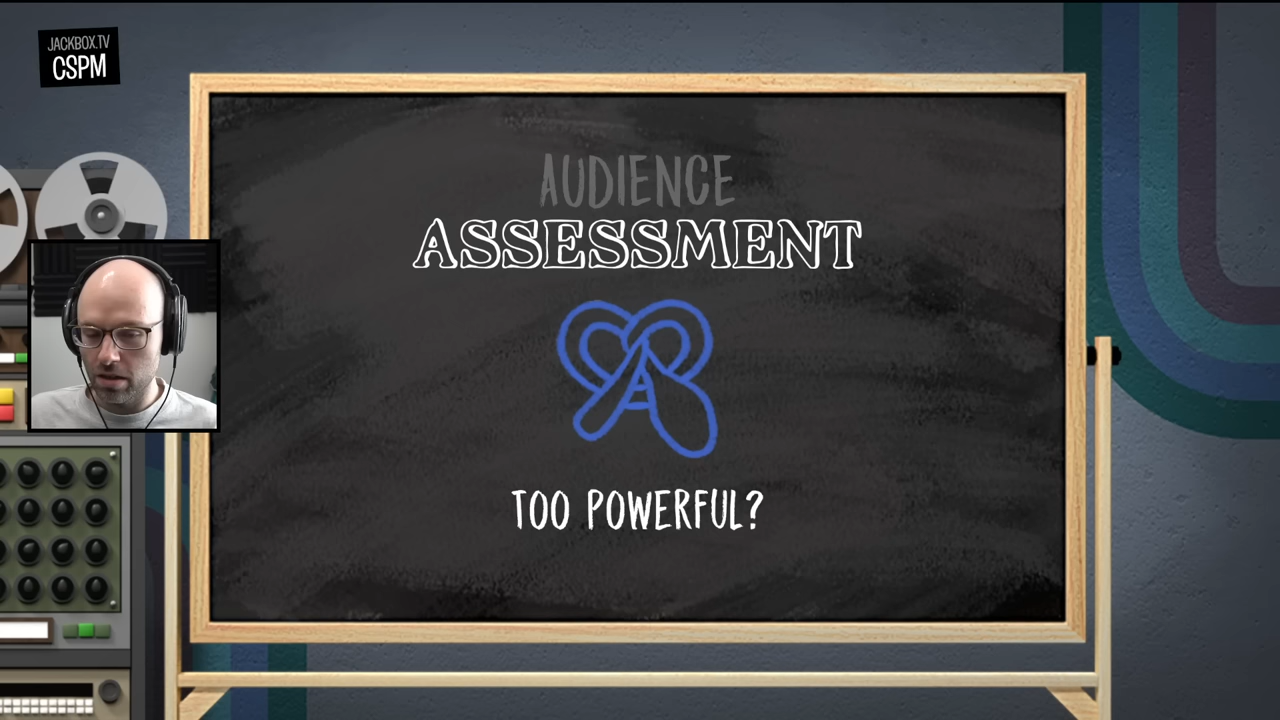 JACKBOX.TV
CSPM
AUDIENCE
ASSESSMENT
TOO POWERFUL?